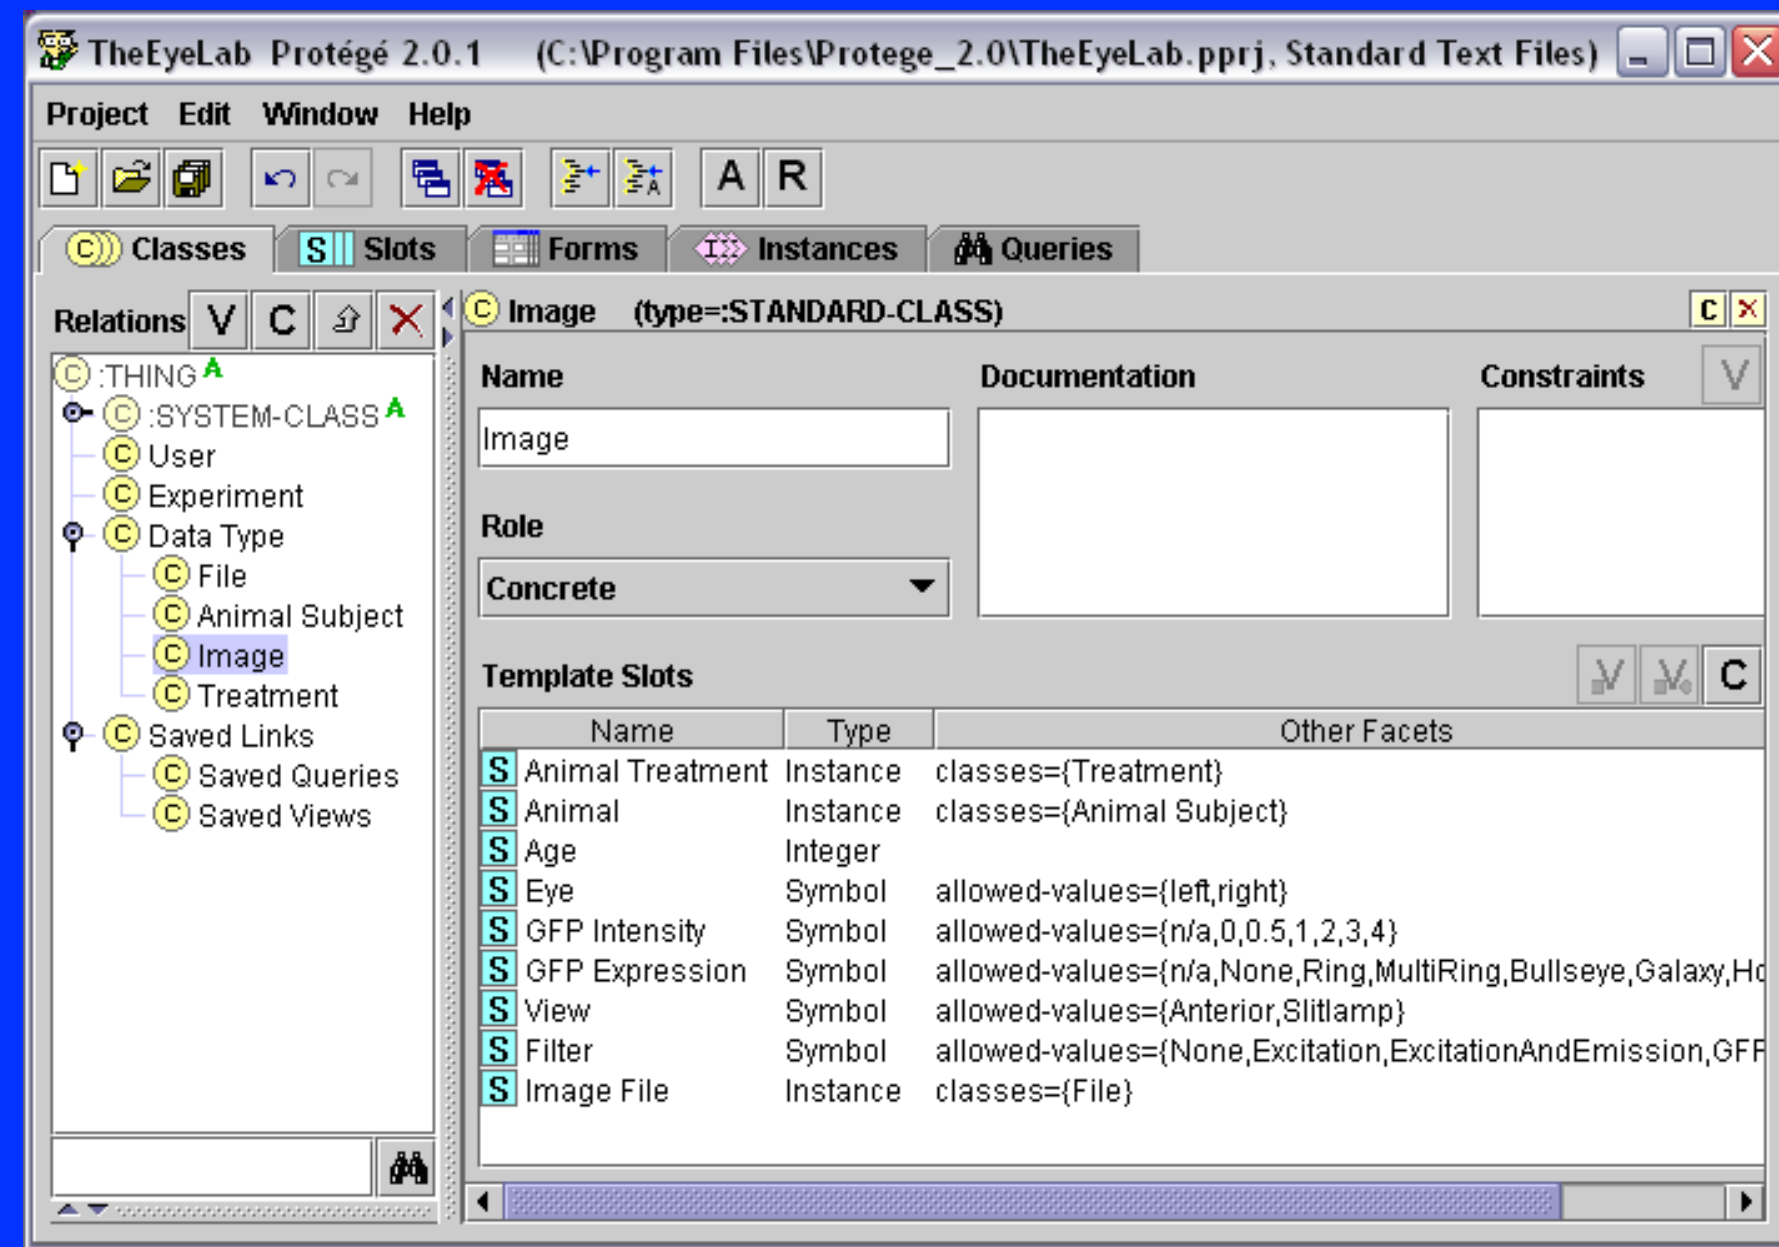 TheEyeLab Protégé 2.0.1 (C:\Program Files\Protege_2.0\TheEyeLab.pprj, Standard Text Files)
Project Edit Window Help
A R
C Classes S Slots Forms I Instances Queries
Relations V C
C Image (type=:STANDARD-CLASS) C
C :THING A
C :SYSTEM-CLASS A
C User
C Experiment
C Data Type
C File
C Animal Subject
C Image
C Treatment
C Saved Links
C Saved Queries
C Saved Views
Name Documentation Constraints V
Image
Role
Concrete
Template Slots V V C
Name Type Other Facets
S Animal Treatment Instance classes={Treatment}
S Animal Instance classes={Animal Subject}
S Age Integer
S Eye Symbol allowed-values={left,right}
S GFP Intensity Symbol allowed-values={n/a,0,0.5,1,2,3,4}
S GFP Expression Symbol allowed-values={n/a,None,Ring,MultiRing,Bullseye,Galaxy,Ho
S View Symbol allowed-values={Anterior,Slitlamp}
S Filter Symbol allowed-values={None,Excitation,ExcitationAndEmission,GFP
S Image File Instance classes={File}